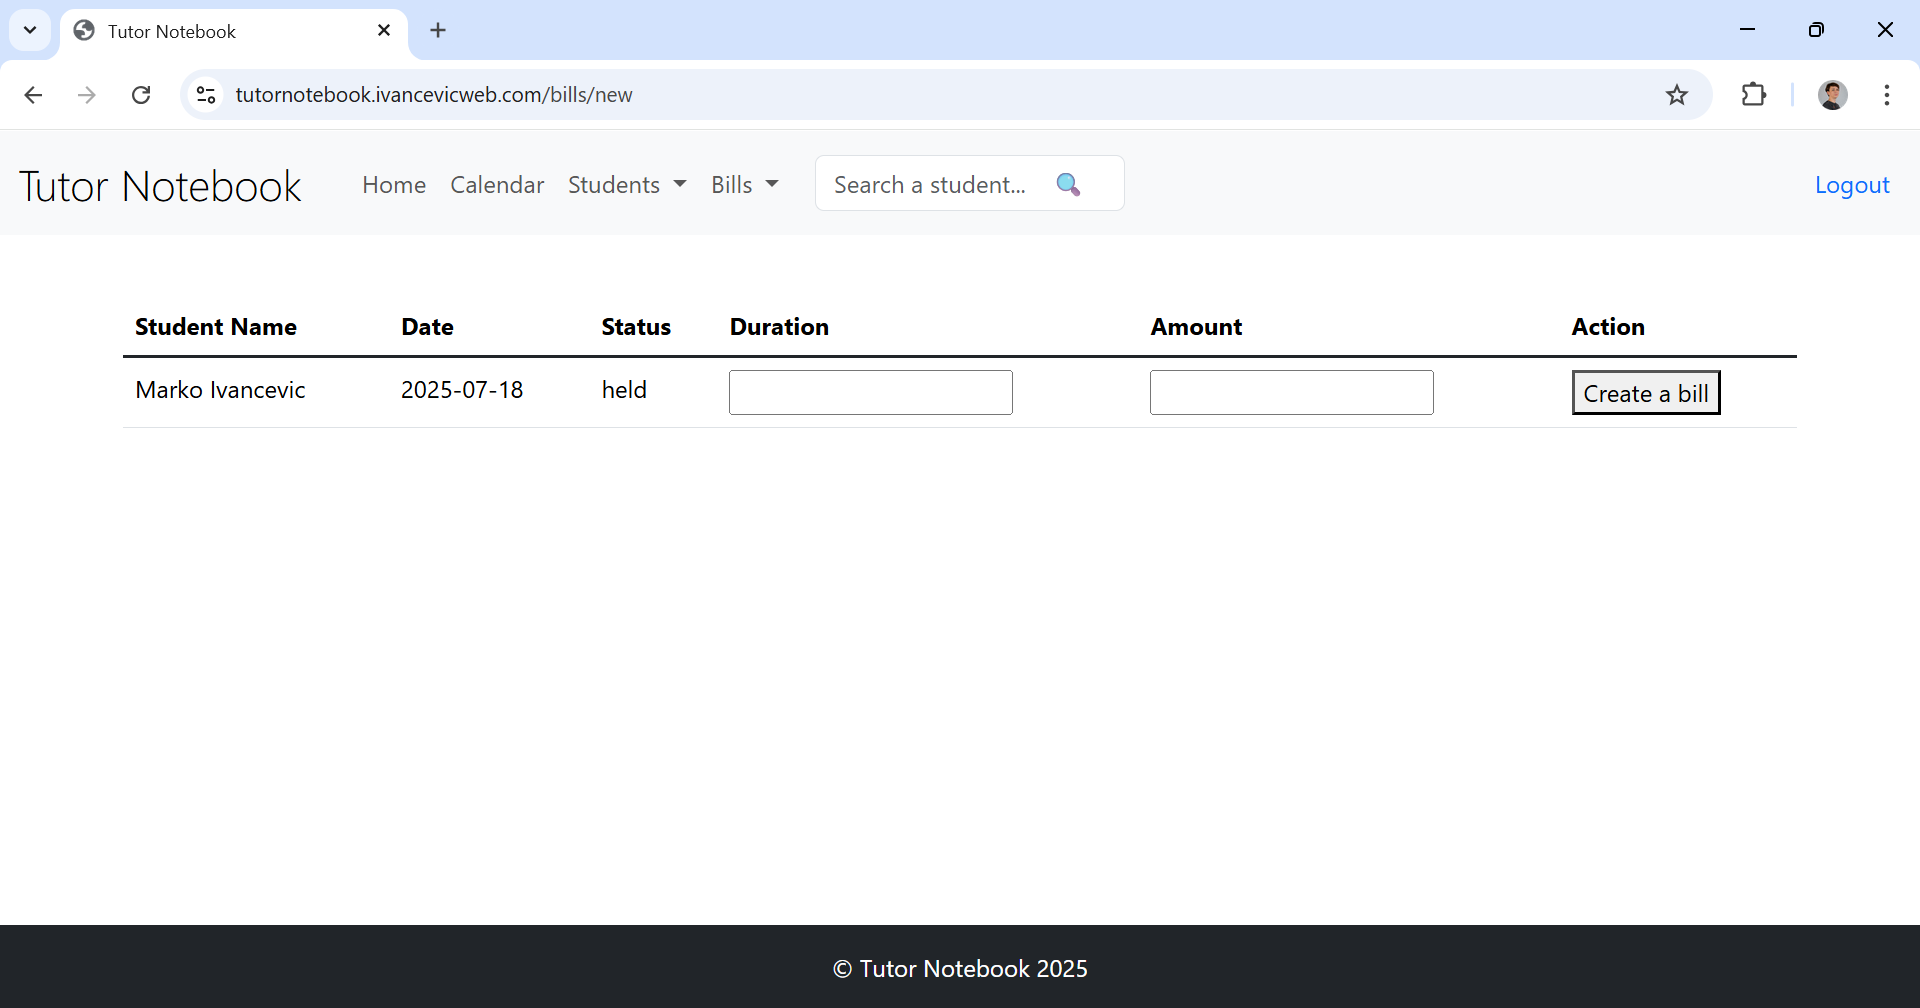 Tutor Notebook
tutornotebook.ivancevicweb.com/bills/new
Tutor Notebook Home Calendar Students Bills Search a student... Logout
Student Name Date Status Duration Amount Action
Marko Ivancevic 2025-07-18 held Create a bill
© Tutor Notebook 2025